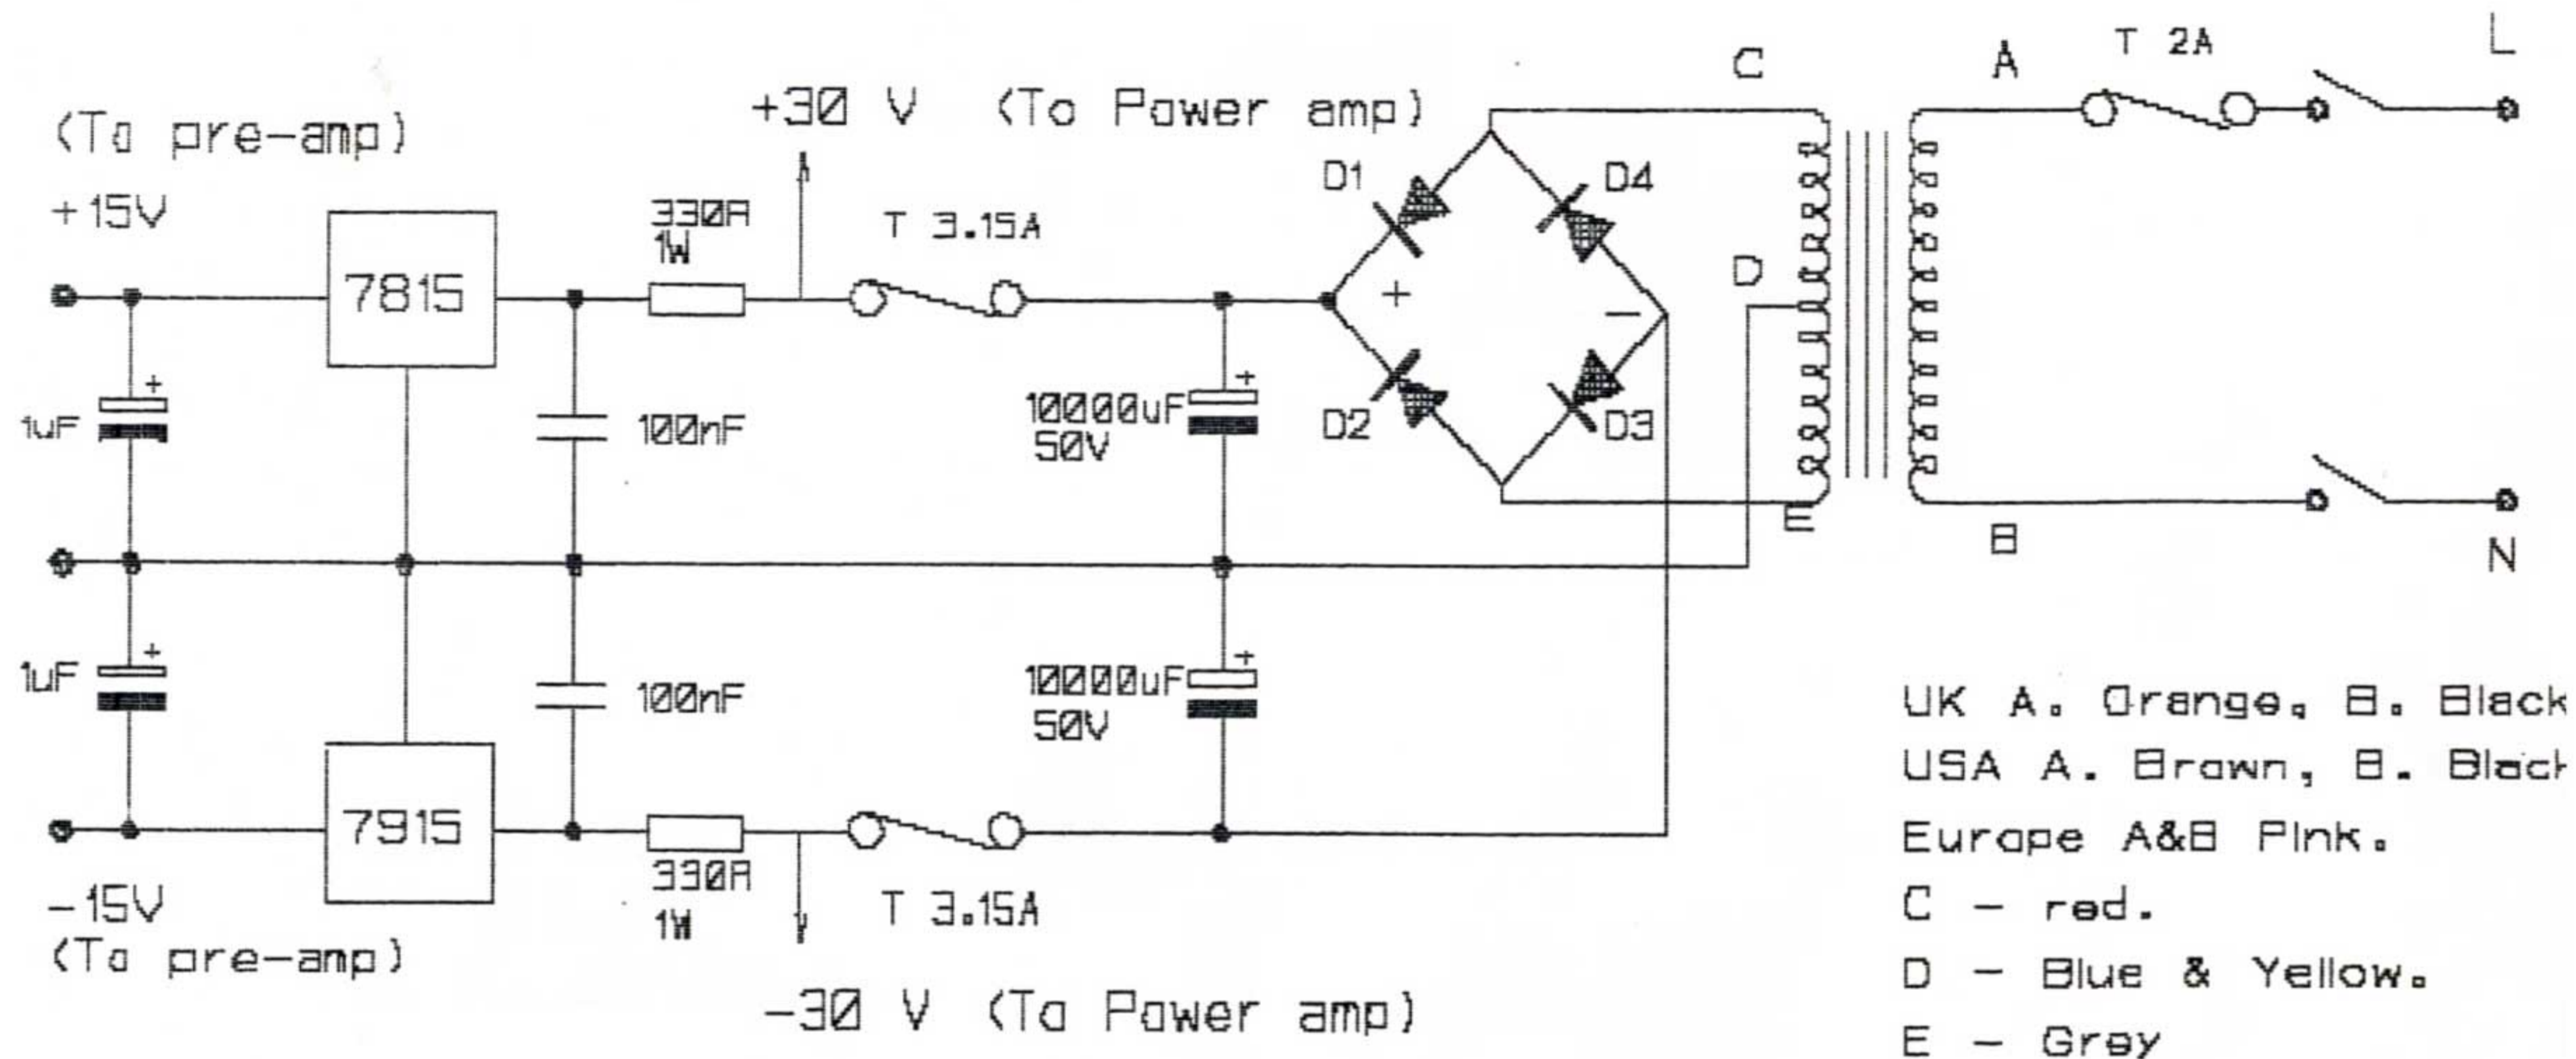 C
A
T 2A
L
+30 V (To Power amp)
(To pre-amp)
+15V
330R
1W
T 3.15A
D1
D4
7815
+
−
D
+
1uF
100nF
+
10000uF
50V
D2
D3
E
B
N
+
1uF
100nF
+
10000uF
50V
7915
330R
1W
T 3.15A
-15V
(To pre-amp)
-30 V (To Power amp)
UK A. Orange, B. Black
USA A. Brown, B. Black
Europe A&B Pink.
C - red.
D - Blue & Yellow.
E - Grey